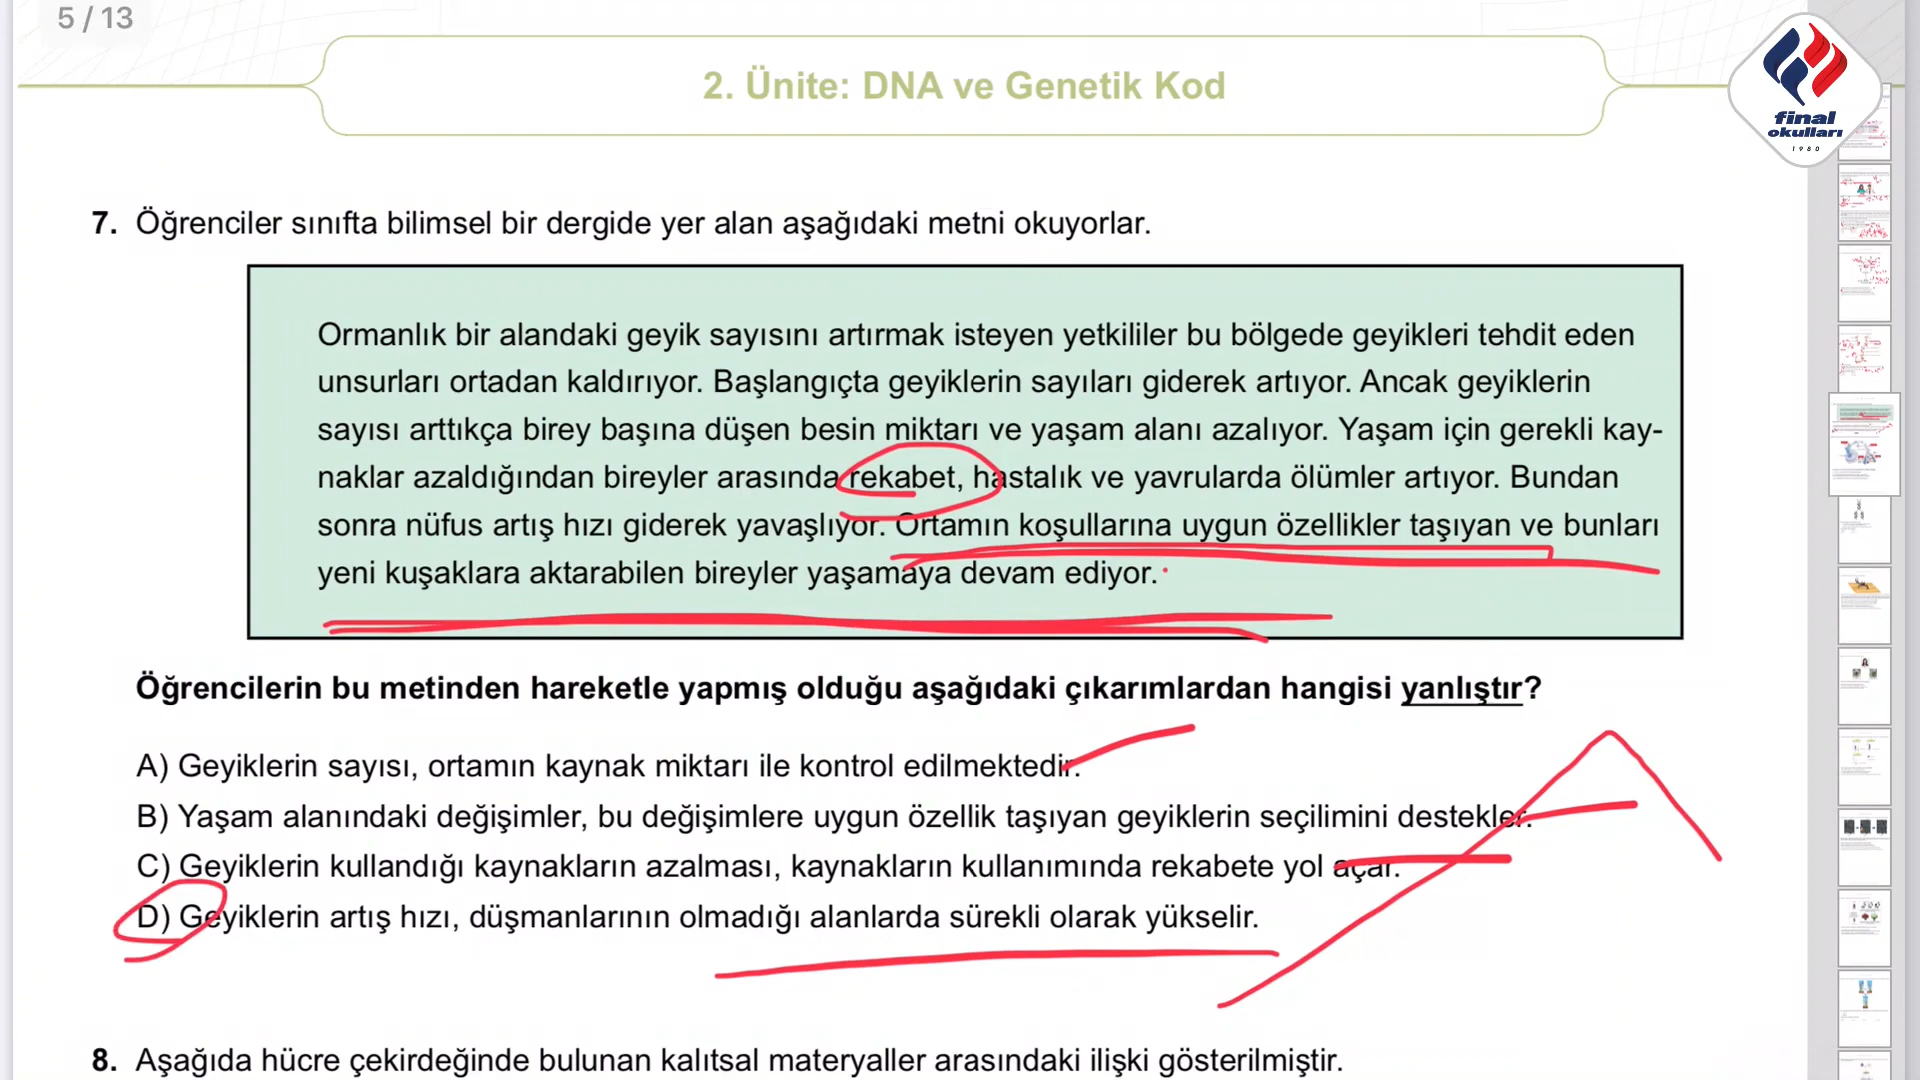 5 / 13
2. Ünite: DNA ve Genetik Kod
final
okulları
1980
7. Öğrenciler sınıfta bilimsel bir dergide yer alan aşağıdaki metni okuyorlar.
Ormanlık bir alandaki geyik sayısını artırmak isteyen yetkililer bu bölgede geyikleri tehdit eden
unsurları ortadan kaldırıyor. Başlangıçta geyiklerin sayıları giderek artıyor. Ancak geyiklerin
sayısı arttıkça birey başına düşen besin miktarı ve yaşam alanı azalıyor. Yaşam için gerekli kay-
naklar azaldığından bireyler arasında rekabet, hastalık ve yavrularda ölümler artıyor. Bundan
sonra nüfus artış hızı giderek yavaşlıyor. Ortamın koşullarına uygun özellikler taşıyan ve bunları
yeni kuşaklara aktarabilen bireyler yaşamaya devam ediyor.
Öğrencilerin bu metinden hareketle yapmış olduğu aşağıdaki çıkarımlardan hangisi yanlıştır?
A) Geyiklerin sayısı, ortamın kaynak miktarı ile kontrol edilmektedir.
B) Yaşam alanındaki değişimler, bu değişimlere uygun özellik taşıyan geyiklerin seçilimini destekler.
C) Geyiklerin kullandığı kaynakların azalması, kaynakların kullanımında rekabete yol açar.
D) Geyiklerin artış hızı, düşmanlarının olmadığı alanlarda sürekli olarak yükselir.
8. Aşağıda hücre çekirdeğinde bulunan kalıtsal materyaller arasındaki ilişki gösterilmiştir.